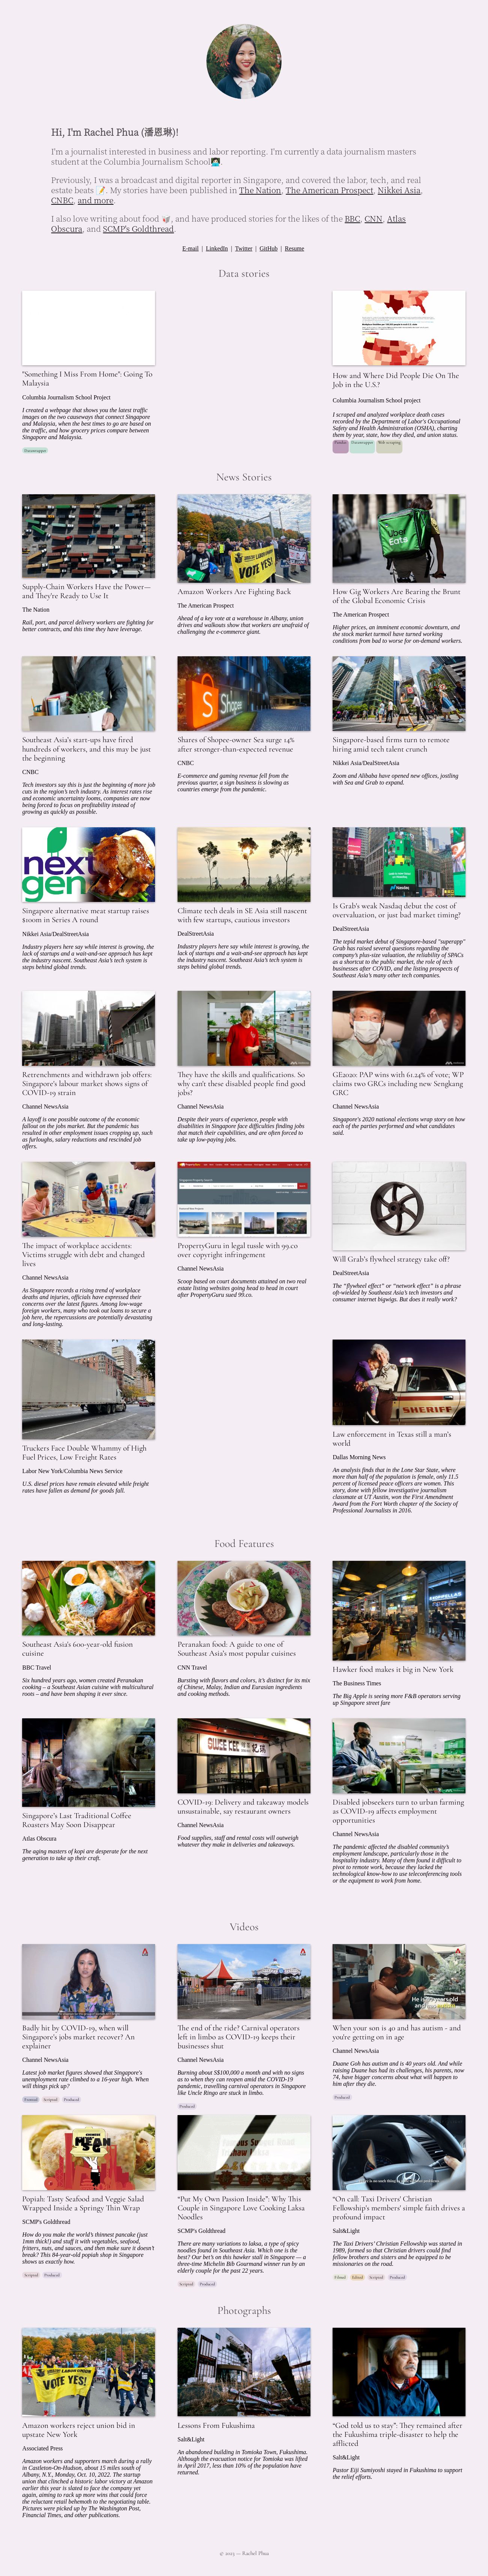 Hi, I'm Rachel Phua (潘恩琳)!
I'm a journalist interested in business and labor reporting. I'm currently a data journalism masters
student at the Columbia Journalism School👩🏻‍💻
Previously, I was a broadcast and digital reporter in Singapore, and covered the labor, tech, and real
estate beats 📝. My stories have been published in The Nation, The American Prospect, Nikkei Asia,
CNBC, and more.
I also love writing about food 🥡, and have produced stories for the likes of the BBC, CNN, Atlas
Obscura, and SCMP's Goldthread.
E-mail | LinkedIn | Twitter | GitHub | Resume
Data stories
"Something I Miss From Home": Going To
Malaysia
Columbia Journalism School Project
I created a webpage that shows you the latest traffic
images on the two causeways that connect Singapore
and Malaysia, when the best times to go are based on
the traffic, and how grocery prices compare between
Singapore and Malaysia.
How and Where Did People Die On The
Job in the U.S.?
Columbia Journalism School project
I scraped and analyzed workplace death cases
recorded by the Department of Labor's Occupational
Safety and Health Administration (OSHA), charting
them by year, state, how they died, and union status.
Web scraping
News Stories
Supply-Chain Workers Have the Power—
and They're Ready to Use It
The Nation
Rail, port, and parcel delivery workers are fighting for
better contracts, and this time they have leverage.
VOTE YES!
Amazon Workers Are Fighting Back
The American Prospect
Ahead of a key vote at a warehouse in Albany, union
drives and walkouts show that workers are unafraid of
challenging the e-commerce giant.
Uber
Eats
How Gig Workers Are Bearing the Brunt
of the Global Economic Crisis
The American Prospect
Higher prices, an imminent economic downturn, and
the stock market turmoil have turned working
conditions from bad to worse for on-demand workers.
Southeast Asia's start-ups have fired
hundreds of workers, and this may be just
the beginning
CNBC
Tech investors say this is just the beginning of more job
cuts in the region's tech industry. As interest rates rise
and economic uncertainty looms, companies are now
being forced to focus on profitability instead of
growing as quickly as possible.
Shares of Shopee-owner Sea surge 14%
after stronger-than-expected revenue
CNBC
E-commerce and gaming revenue fell from the
previous quarter, a sign business is slowing as
countries emerge from the pandemic.
Singapore-based firms turn to remote
hiring amid tech talent crunch
Nikkei Asia/DealStreetAsia
Zoom and Alibaba have opened new offices, jostling
with Sea and Grab to expand.
next
gen
Singapore alternative meat startup raises
$100m in Series A round
Nikkei Asia/DealStreetAsia
Industry players here say while interest is growing, the
lack of startups and a wait-and-see approach has kept
the industry nascent. Southeast Asia's tech system is
steps behind global trends.
Climate tech deals in SE Asia still nascent
with few startups, cautious investors
DealStreetAsia
Industry players here say while interest is growing, the
lack of startups and a wait-and-see approach has kept
the industry nascent. Southeast Asia's tech system is
steps behind global trends.
Is Grab's weak Nasdaq debut the cost of
overvaluation, or just bad market timing?
DealStreetAsia
The tepid market debut of Singapore-based "superapp"
Grab has raised several questions regarding the
company's plus-size valuation, the reliability of SPACs
as a shortcut to the public market, the role of tech
businesses after COVID, and the listing prospects of
Southeast Asia's many other tech companies.
Retrenchments and withdrawn job offers:
Singapore's labour market shows signs of
COVID-19 strain
Channel NewsAsia
A layoff is one possible outcome of the economic
fallout on the jobs market. But the pandemic has
resulted in other employment issues cropping up, such
as furloughs, salary reductions and rescinded job
offers.
They have the skills and qualifications. So
why can't these disabled people find good
jobs?
Channel NewsAsia
Despite their years of experience, people with
disabilities in Singapore face difficulties finding jobs
that match their capabilities, and are often forced to
take up low-paying jobs.
GE2020: PAP wins with 61.24% of vote; WP
claims two GRCs including new Sengkang
GRC
Channel NewsAsia
Singapore's 2020 national elections wrap story on how
each of the parties performed and what candidates
said.
The impact of workplace accidents:
Victims struggle with debt and changed
lives
Channel NewsAsia
As Singapore records a rising trend of workplace
deaths and injuries, officials have expressed their
concerns over the latest figures. Among low-wage
foreign workers, many who took out loans to secure a
job here, the repercussions are potentially devastating
and long-lasting.
PropertyGuru in legal tussle with 99.co
over copyright infringement
Channel NewsAsia
Scoop based on court documents attained on two real
estate listing websites going head to head in court
after PropertyGuru sued 99.co.
Will Grab's flywheel strategy take off?
DealStreetAsia
The “flywheel effect” or “network effect” is a phrase
oft-wielded by Southeast Asia's tech investors and
consumer internet bigwigs. But does it really work?
Truckers Face Double Whammy of High
Fuel Prices, Low Freight Rates
Labor New York/Columbia News Service
U.S. diesel prices have remain elevated while freight
rates have fallen as demand for goods fall.
SHERIFF
Law enforcement in Texas still a man's
world
Dallas Morning News
An analysis finds that in the Lone Star State, where
more than half of the population is female, only 11.5
percent of licensed peace officers are women. This
story, done with fellow investigative journalism
classmate at UT Austin, won the First Amendment
Award from the Fort Worth chapter of the Society of
Professional Journalists in 2016.
Food Features
Southeast Asia's 600-year-old fusion
cuisine
BBC Travel
Six hundred years ago, women created Peranakan
cooking – a Southeast Asian cuisine with multicultural
roots – and have been shaping it ever since.
Peranakan food: A guide to one of
Southeast Asia's most popular cuisines
CNN Travel
Bursting with flavors and colors, it's distinct for its mix
of Chinese, Malay, Indian and Eurasian ingredients
and cooking methods.
Hawker food makes it big in New York
The Business Times
The Big Apple is seeing more F&B operators serving
up Singapore street fare
Singapore's Last Traditional Coffee
Roasters May Soon Disappear
Atlas Obscura
The aging masters of kopi are desperate for the next
generation to take up their craft.
GUIXE KEE
COVID-19: Delivery and takeaway models
unsustainable, say restaurant owners
Channel NewsAsia
Food supplies, staff and rental costs will outweigh
whatever they make in deliveries and takeaways.
Disabled jobseekers turn to urban farming
as COVID-19 affects employment
opportunities
Channel NewsAsia
The pandemic affected the disabled community's
employment landscape, particularly those in the
hospitality industry. Many of them found it difficult to
pivot to remote work, because they lacked the
technological know-how to use teleconferencing tools
or the equipment to work from home.
Videos
Badly hit by COVID-19, when will
Singapore's jobs market recover? An
explainer
Channel NewsAsia
Latest job market figures showed that Singapore's
unemployment rate climbed to a 16-year high. When
will things pick up?
Scripted Produced
The end of the ride? Carnival operators
left in limbo as COVID-19 keeps their
businesses shut
Channel NewsAsia
Burning about S$100,000 a month and with no signs
as to when they can reopen amid the COVID-19
pandemic, travelling carnival operators in Singapore
like Uncle Ringo are stuck in limbo.
Produced
When your son is 40 and has autism - and
you're getting on in age
Channel NewsAsia
Duane Goh has autism and is 40 years old. And while
raising Duane has had its challenges, his parents, now
74, have bigger concerns about what will happen to
him after they die.
Produced
Popiah: Tasty Seafood and Veggie Salad
Wrapped Inside a Springy Thin Wrap
SCMP's Goldthread
How do you make the world's thinnest pancake (just
1mm thick!) and stuff it with vegetables, seafood,
fritters, nuts, and sauces, and then make sure it doesn't
break? This 84-year-old popiah shop in Singapore
shows us exactly how.
Scripted Produced
“Put My Own Passion Inside”: Why This
Couple in Singapore Love Cooking Laksa
Noodles
SCMP's Goldthread
There are many variations to laksa, a type of spicy
noodles found in Southeast Asia. Which one is the
best? Our bet's on this hawker stall in Singapore — a
three-time Michelin Bib Gourmand winner run by an
elderly couple for the past 22 years.
Scripted Produced
“On call: Taxi Drivers' Christian
Fellowship's members' simple faith drives a
profound impact
Salt&Light
The Taxi Drivers' Christian Fellowship was started in
1989, formed so that Christian drivers could find
fellow brothers and sisters and be equipped to be
missionaries on the road.
Filmed Edited Scripted Produced
Photographs
VOTE YES!
Amazon workers reject union bid in
upstate New York
Associated Press
Amazon workers and supporters march during a rally
in Castleton-On-Hudson, about 15 miles south of
Albany, N.Y., Monday, Oct. 10, 2022. The startup
union that clinched a historic labor victory at Amazon
earlier this year is slated to face the company yet
again, aiming to rack up more wins that could force
the reluctant retail behemoth to the negotiating table.
Pictures were picked up by The Washington Post,
Financial Times, and other publications.
Lessons From Fukushima
Salt&Light
An abandoned building in Tomioka Town, Fukushima.
Although the evacuation notice for Tomioka was lifted
in April 2017, less than 10% of the population have
returned.
“God told us to stay”: They remained after
the Fukushima triple-disaster to help the
afflicted
Salt&Light
Pastor Eiji Sumiyoshi stayed in Fukushima to support
the relief efforts.
© 2023 — Rachel Phua